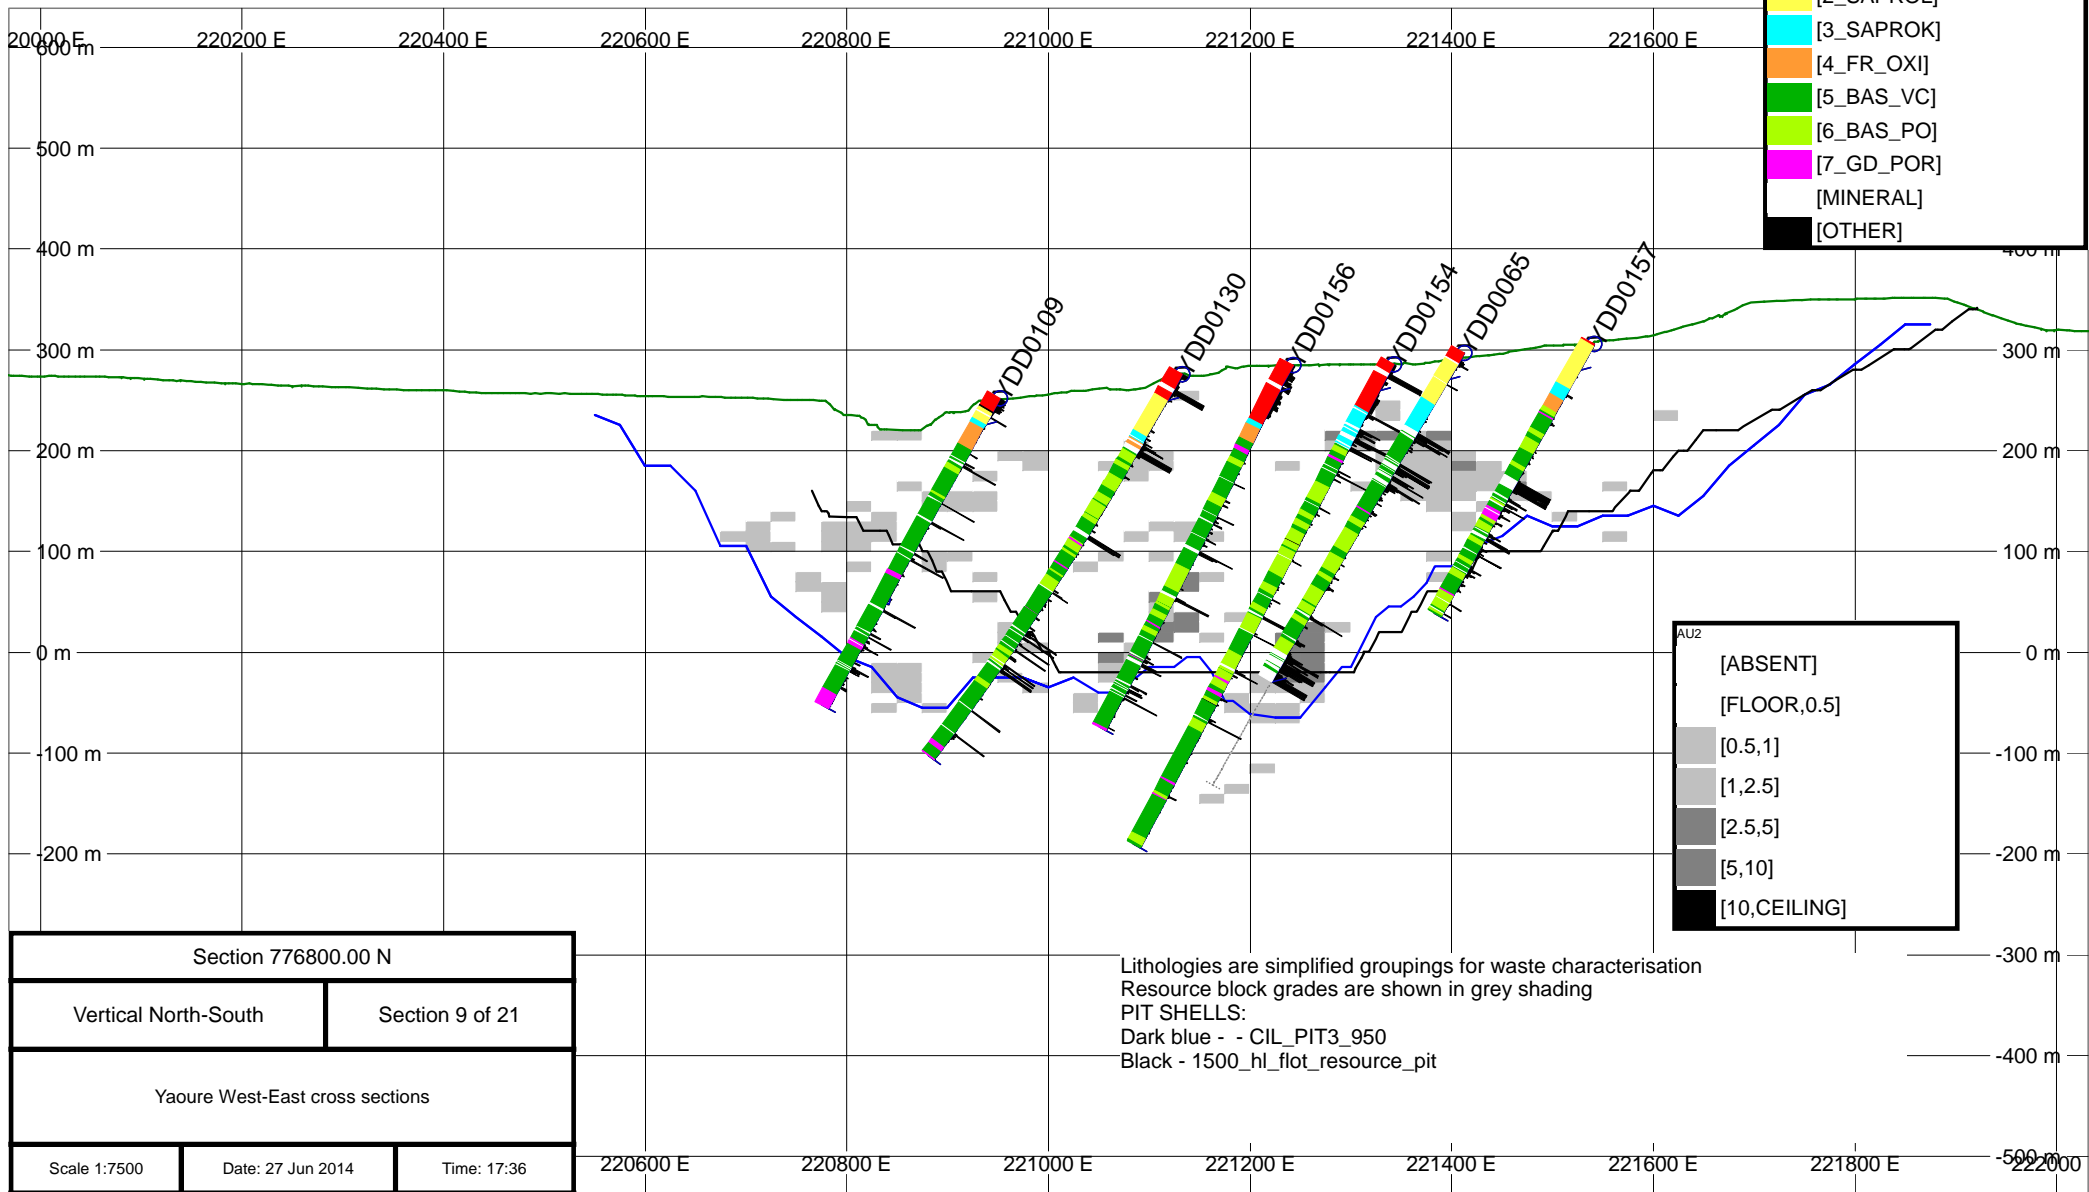 220000 E 220200 E 220400 E 220600 E 220800 E 221000 E 221200 E 221400 E 221600 E
[2_SAPROL]
[3_SAPROK]
[4_FR_OXI]
[5_BAS_VC]
[6_BAS_PO]
[7_GD_POR]
[MINERAL]
[OTHER]
600 m
500 m
400 m 400 m
YDD0109
YDD0130
YDD0156
YDD0154
YDD0065
YDD0157
300 m 300 m
200 m 200 m
100 m 100 m
0 m 0 m
-100 m -100 m
-200 m -200 m
-300 m
-400 m
-500 m
AU2
[ABSENT]
[FLOOR,0.5]
[0.5,1]
[1,2.5]
[2.5,5]
[5,10]
[10,CEILING]
Section 776800.00 N
Vertical North-South Section 9 of 21
Yaoure West-East cross sections
Scale 1:7500 Date: 27 Jun 2014 Time: 17:36
Lithologies are simplified groupings for waste characterisation
Resource block grades are shown in grey shading
PIT SHELLS:
Dark blue - - CIL_PIT3_950
Black - 1500_hl_flot_resource_pit
220600 E 220800 E 221000 E 221200 E 221400 E 221600 E 221800 E 222000